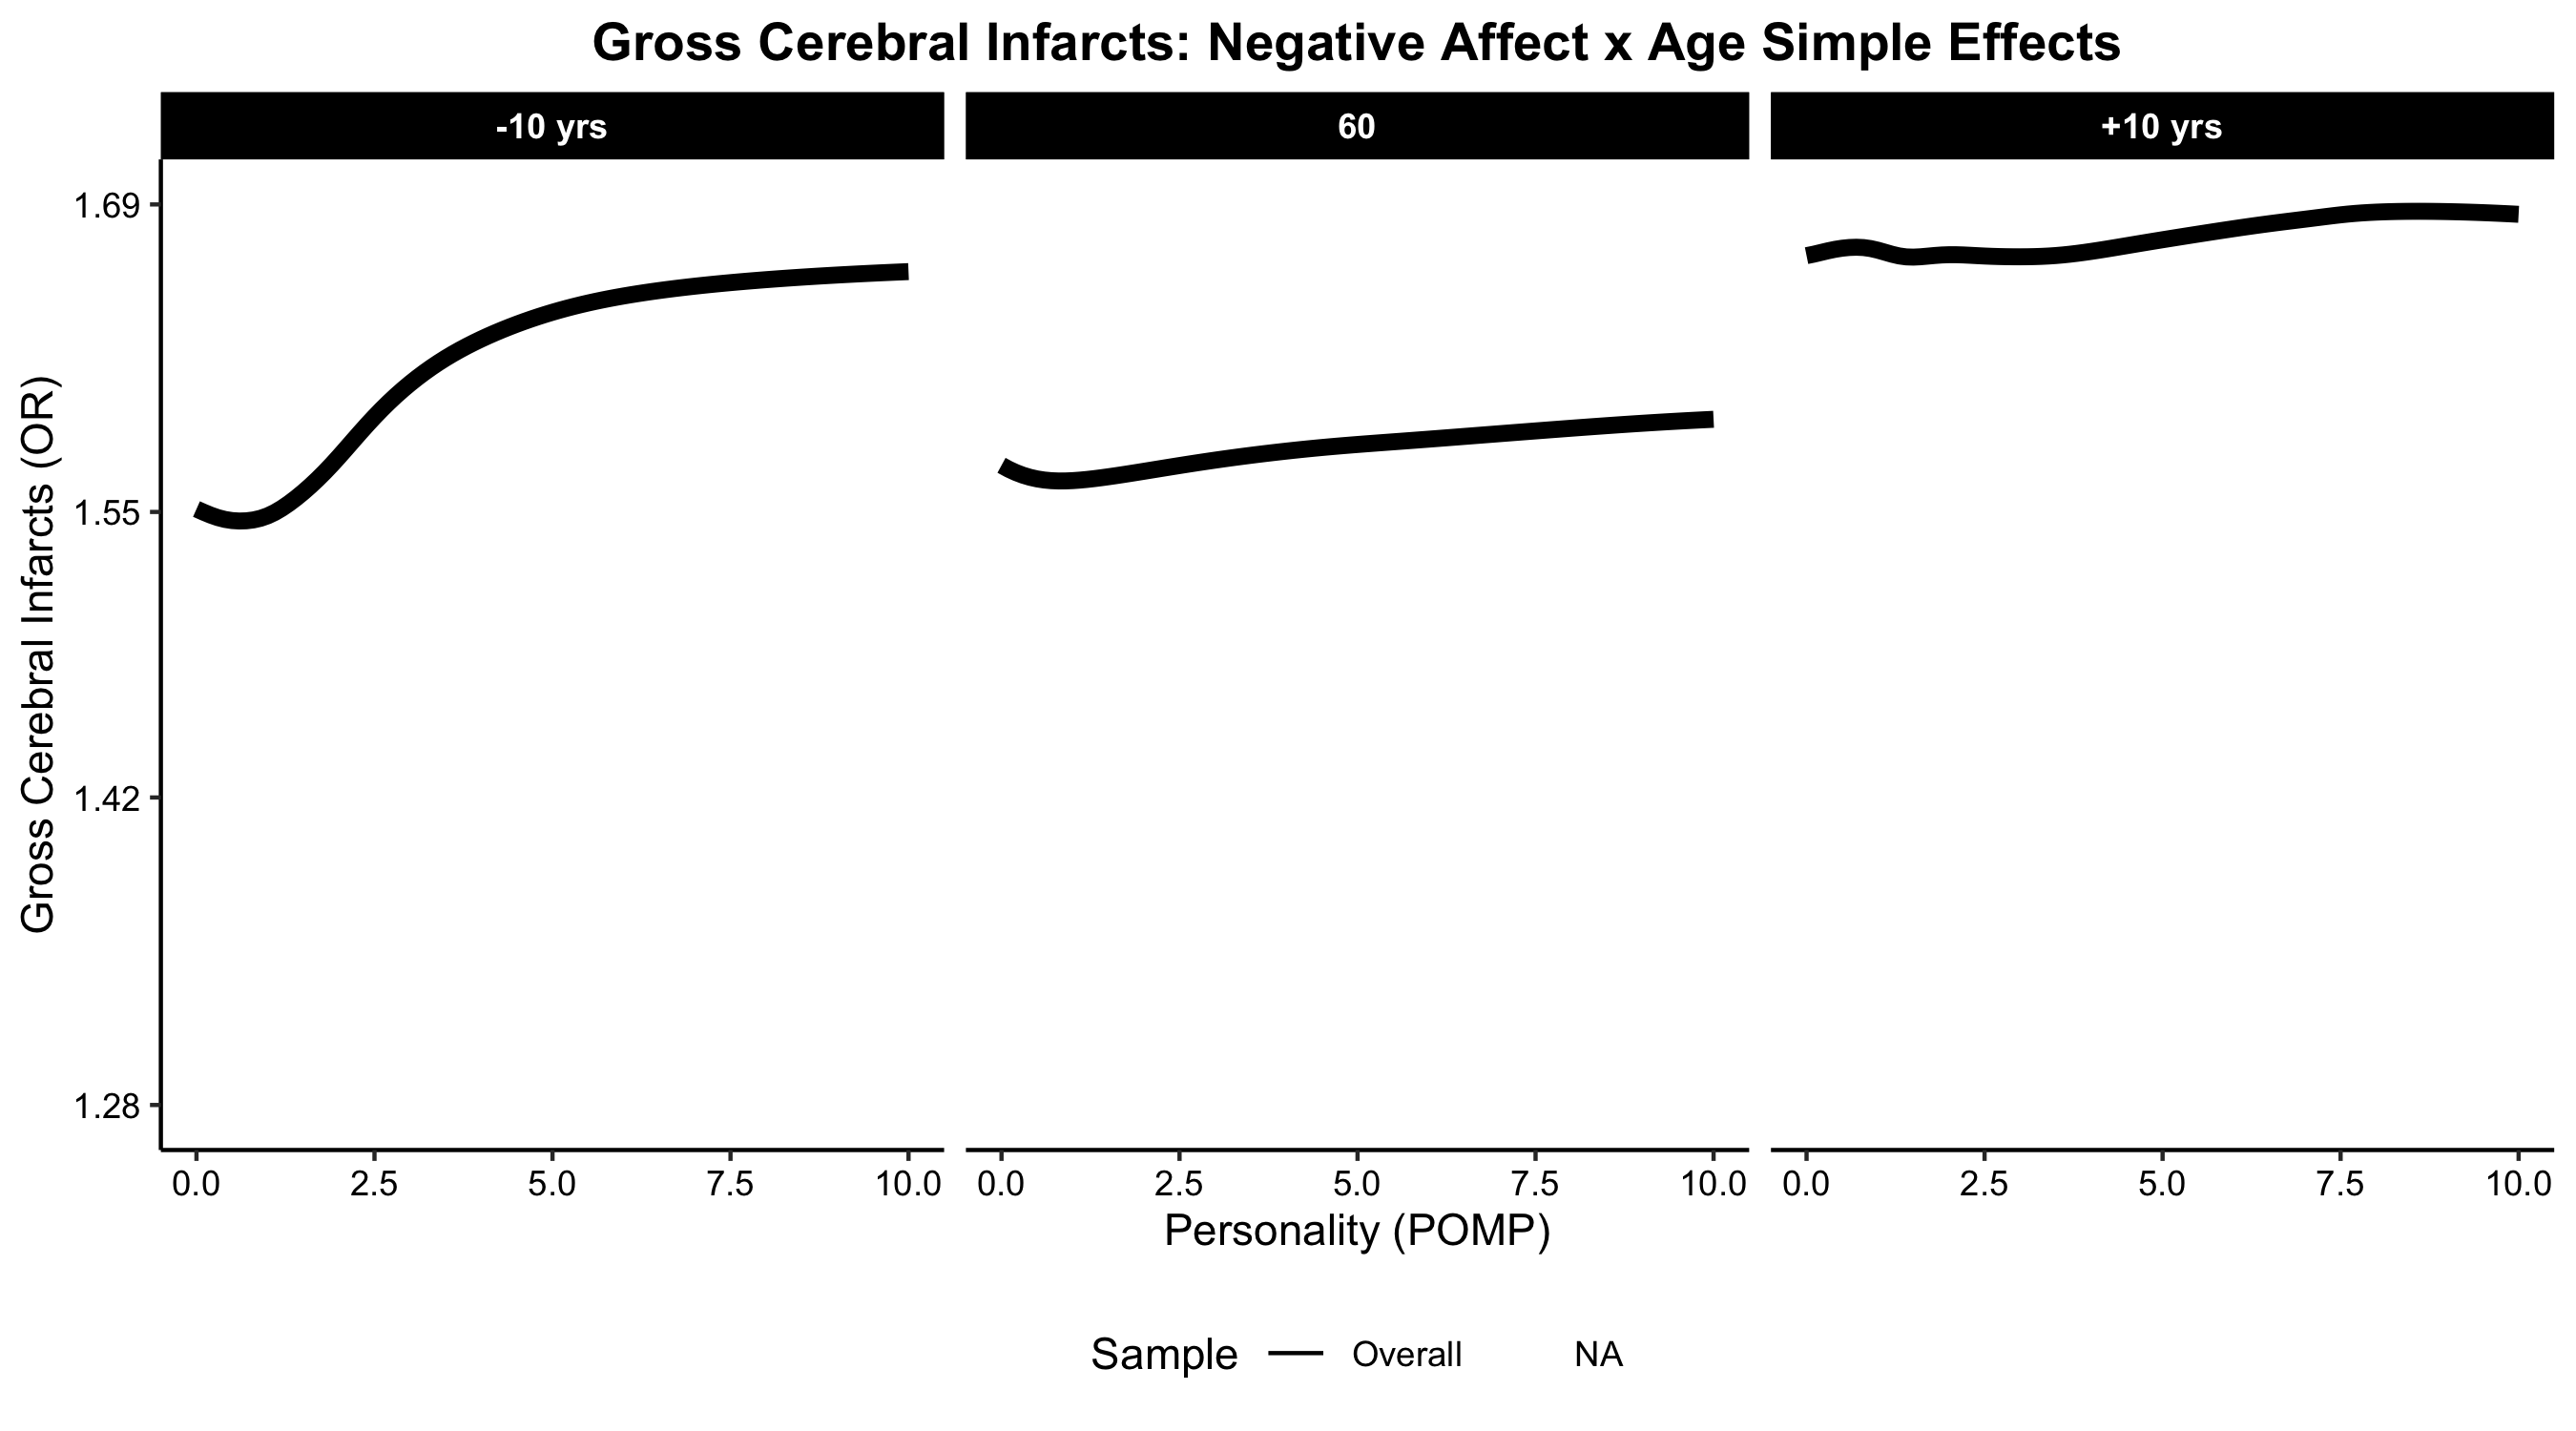 Gross Cerebral Infarcts: Negative Affect x Age Simple Effects
-10 yrs 60 +10 yrs
Gross Cerebral Infarcts (OR)
1.69
1.55
1.42
1.28
0.0 2.5 5.0 7.5 10.0 0.0 2.5 5.0 7.5 10.0 0.0 2.5 5.0 7.5 10.0
Personality (POMP)
Sample Overall NA